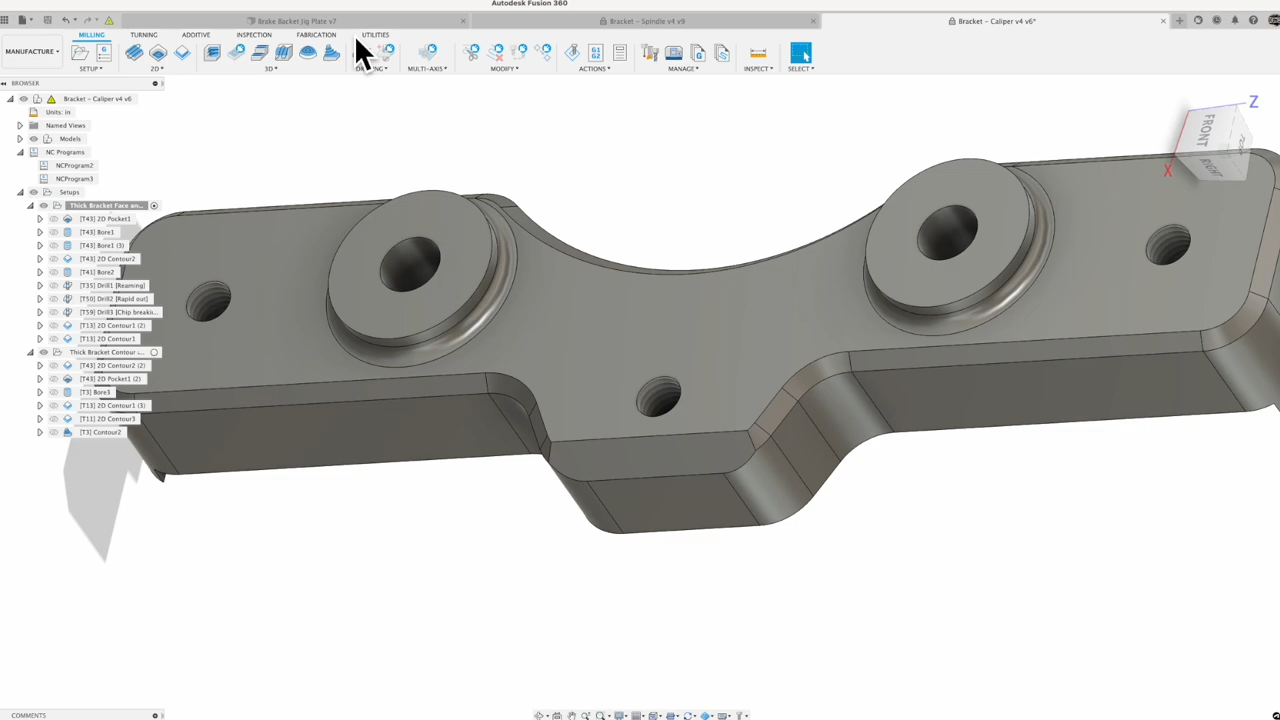 Autodesk Fusion 360
Brake Backet Jig Plate v7
Bracket – Spindle v4 v9
Bracket – Caliper v4 v6*
MILLING TURNING ADDITIVE INSPECTION FABRICATION UTILITIES
MANUFACTURE
SETUP 2D 3D DRILLING MULTI-AXIS MODIFY ACTIONS MANAGE INSPECT SELECT
BROWSER
Bracket – Caliper v4 v6
Units: in
Named Views
Models
NC Programs
NCProgram2
NCProgram3
Setups
Thick Bracket Face an...
[T43] 2D Pocket1
[T43] Bore1
[T43] Bore1 (3)
[T43] 2D Contour2
[T41] Bore2
[T35] Drill1 [Reaming]
[T50] Drill2 [Rapid out]
[T59] Drill3 [Chip breaki...
[T13] 2D Contour1 (2)
[T13] 2D Contour1
Thick Bracket Contour ...
[T43] 2D Contour2 (2)
[T43] 2D Pocket1 (2)
[T3] Bore3
[T13] 2D Contour1 (3)
[T11] 2D Contour3
[T3] Contour2
Z
FRONT
RIGHT
X
G1
G2
COMMENTS